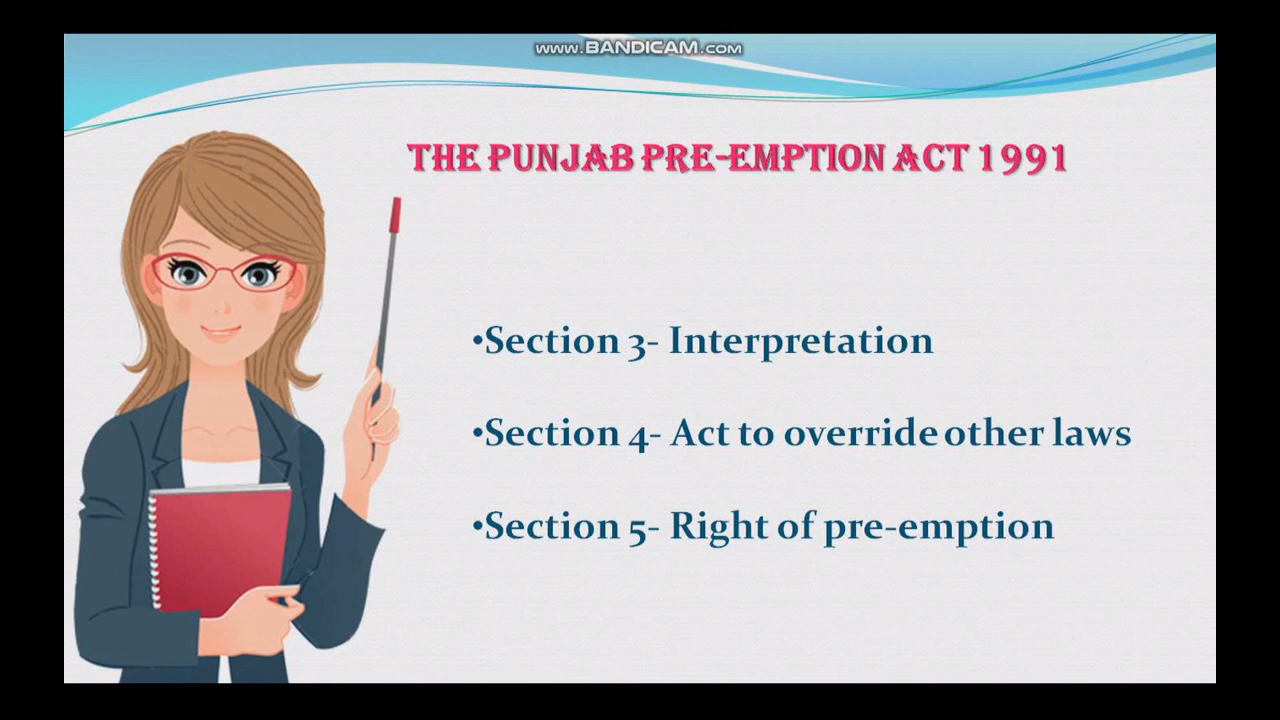 www.BANDICAM.com
THE PUNJAB PRE-EMPTION ACT 1991
•Section 3- Interpretation
•Section 4- Act to override other laws
•Section 5- Right of pre-emption